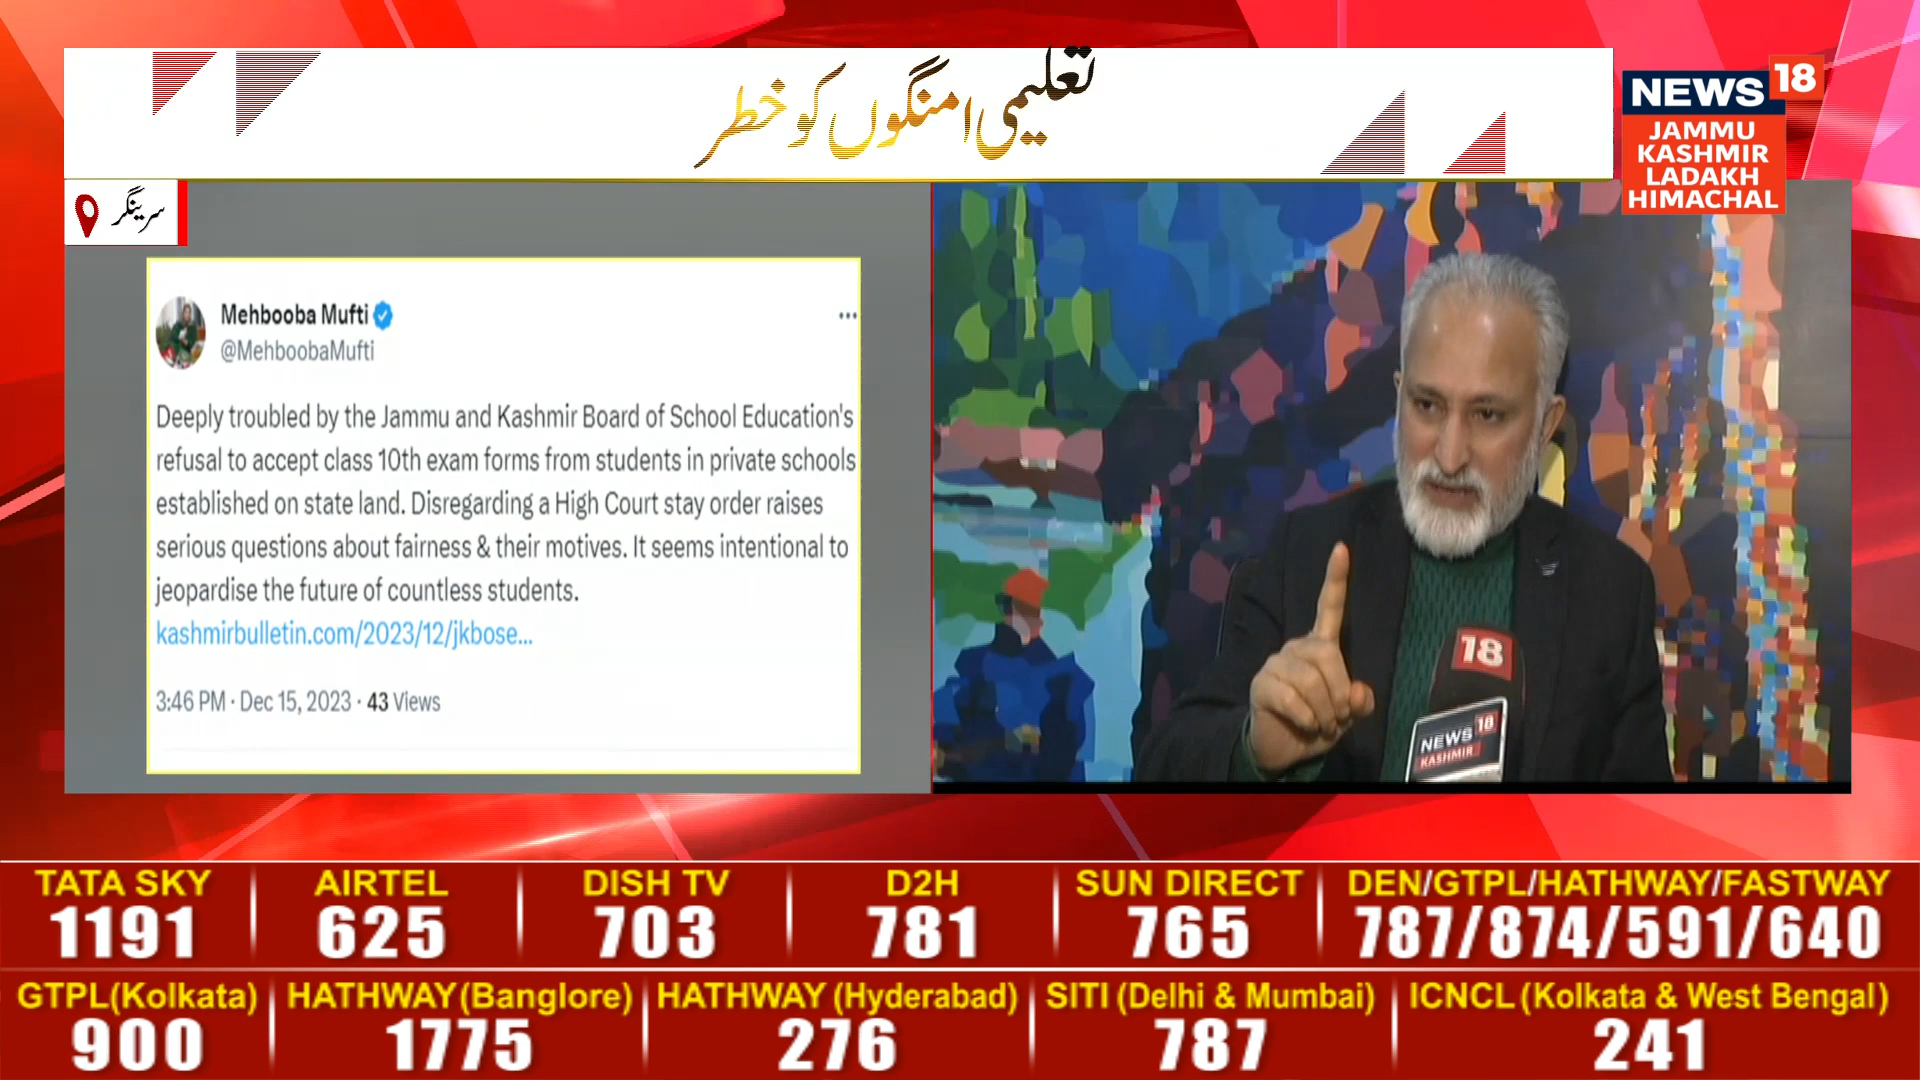 تعلیمی امنگوں کو خطر
NEWS 18
JAMMU
KASHMIR
LADAKH
HIMACHAL
سرینگر
Mehbooba Mufti
@MehboobaMufti
Deeply troubled by the Jammu and Kashmir Board of School Education's
refusal to accept class 10th exam forms from students in private schools
established on state land. Disregarding a High Court stay order raises
serious questions about fairness & their motives. It seems intentional to
jeopardise the future of countless students.
kashmirbulletin.com/2023/12/jkbose...
3:46 PM · Dec 15, 2023 · 43 Views
18
NEWS 18
KASHMIR
TATA SKY
1191
AIRTEL
625
DISH TV
703
D2H
781
SUN DIRECT
765
DEN/GTPL/HATHWAY/FASTWAY
787/874/591/640
GTPL(Kolkata)
900
HATHWAY(Banglore)
1775
HATHWAY (Hyderabad)
276
SITI (Delhi & Mumbai)
787
ICNCL (Kolkata & West Bengal)
241